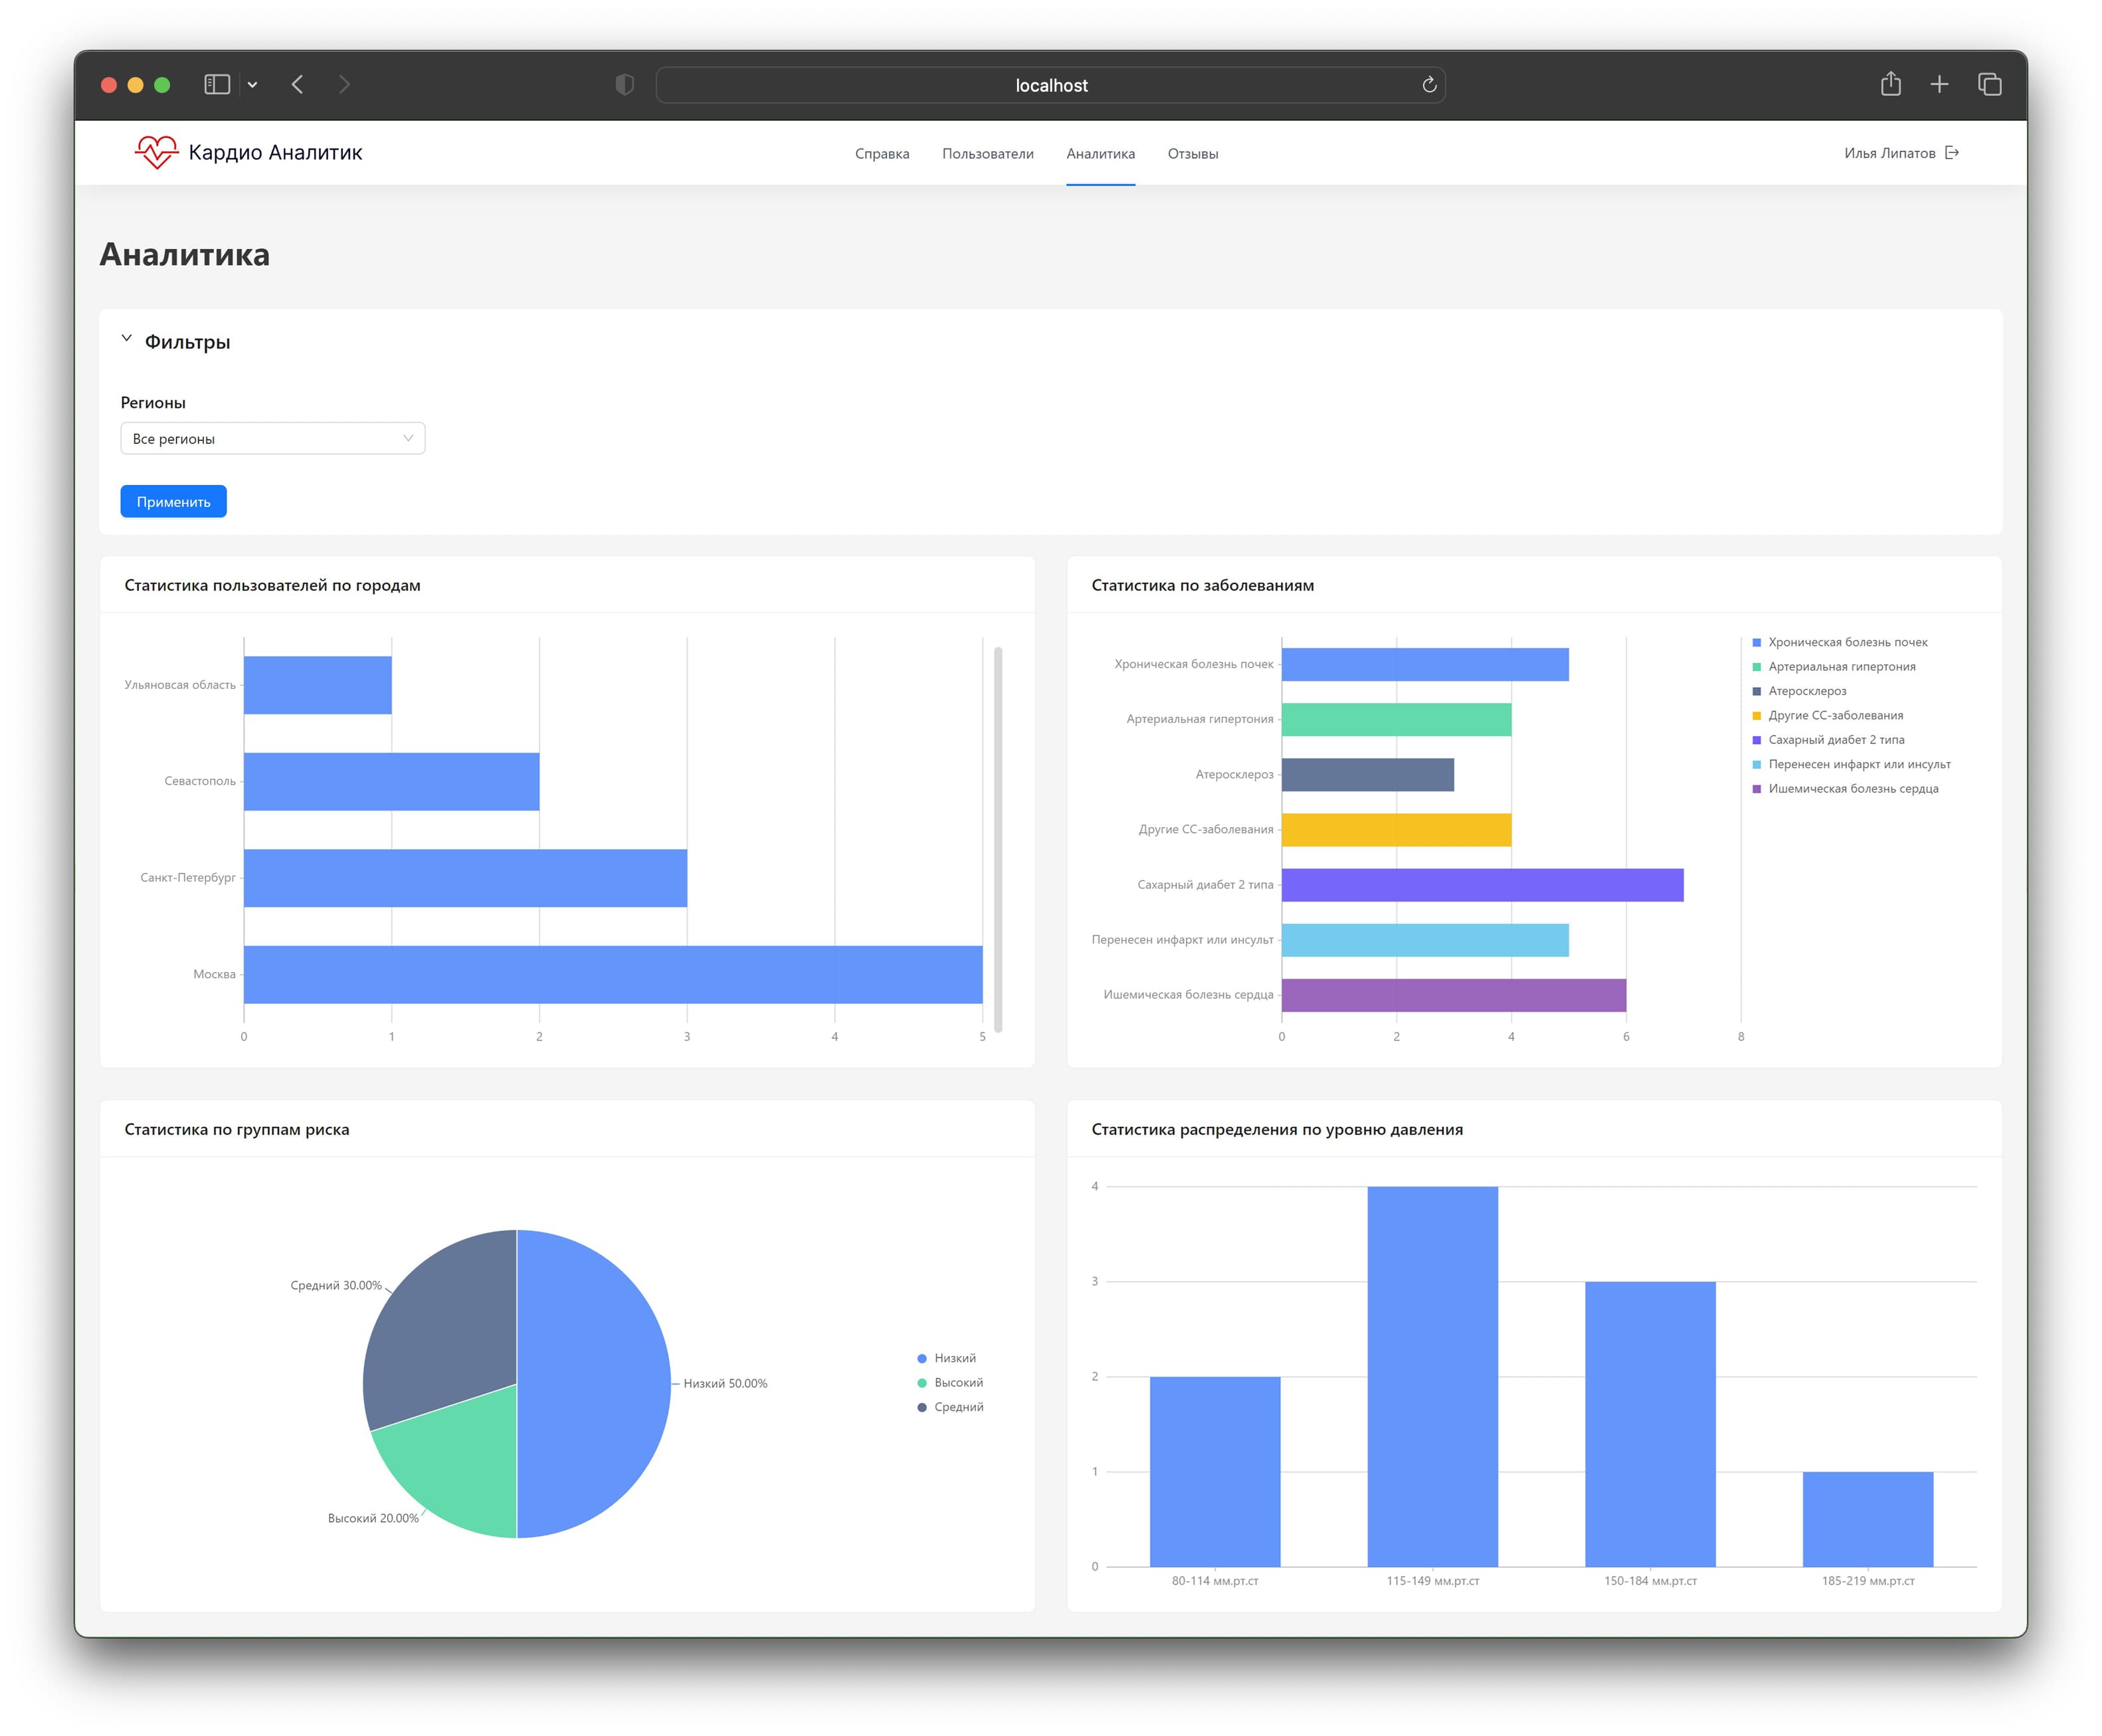 localhost
Кардио Аналитик
Справка Пользователи Аналитика Отзывы
Илья Липатов
Аналитика
Фильтры
Регионы
Все регионы
Применить
Статистика пользователей по городам
Ульяновсая область
Севастополь
Санкт-Петербург
Москва
0 1 2 3 4 5
Статистика по заболеваниям
Хроническая болезнь почек
Артериальная гипертония
Атеросклероз
Другие СС-заболевания
Сахарный диабет 2 типа
Перенесен инфаркт или инсульт
Ишемическая болезнь сердца
0 2 4 6 8
Хроническая болезнь почек
Артериальная гипертония
Атеросклероз
Другие СС-заболевания
Сахарный диабет 2 типа
Перенесен инфаркт или инсульт
Ишемическая болезнь сердца
Статистика по группам риска
Средний 30.00%
Низкий 50.00%
Высокий 20.00%
Низкий
Высокий
Средний
Статистика распределения по уровню давления
4
3
2
1
0
80-114 мм.рт.ст 115-149 мм.рт.ст 150-184 мм.рт.ст 185-219 мм.рт.ст